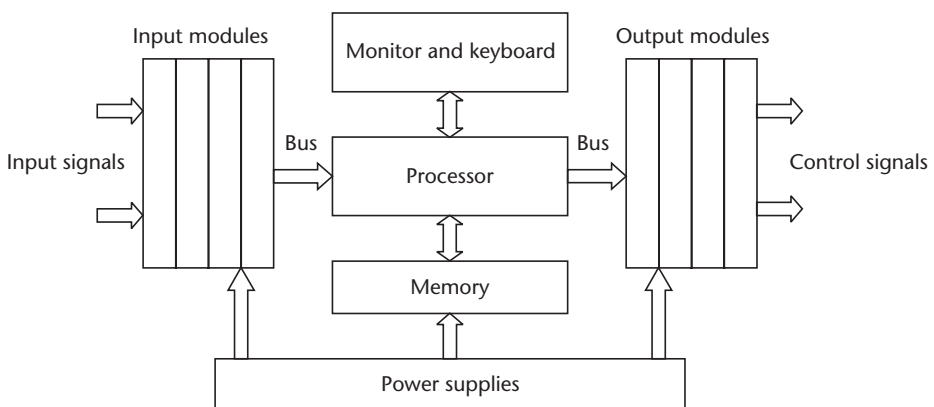 Input modules
Output modules
Monitor and keyboard
Bus
Bus
Input signals
Processor
Control signals
Memory
Power supplies